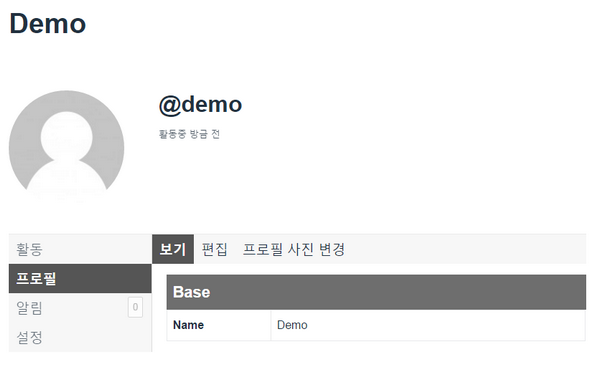 Demo
@demo
활동중 방금 전
활동
프로필
알림 0
설정
보기 편집 프로필 사진 변경
Base
Name Demo